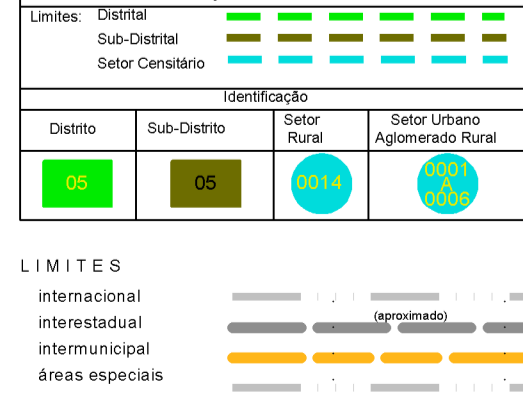 Limites: Distrital
Sub-Distrital
Setor Censitário
Identificação
Distrito Sub-Distrito Setor Rural Setor Urbano Aglomerado Rural
05 05 0014 0001 A 0006
LIMITES
internacional
(aproximado)
interestadual
intermunicipal
áreas especiais